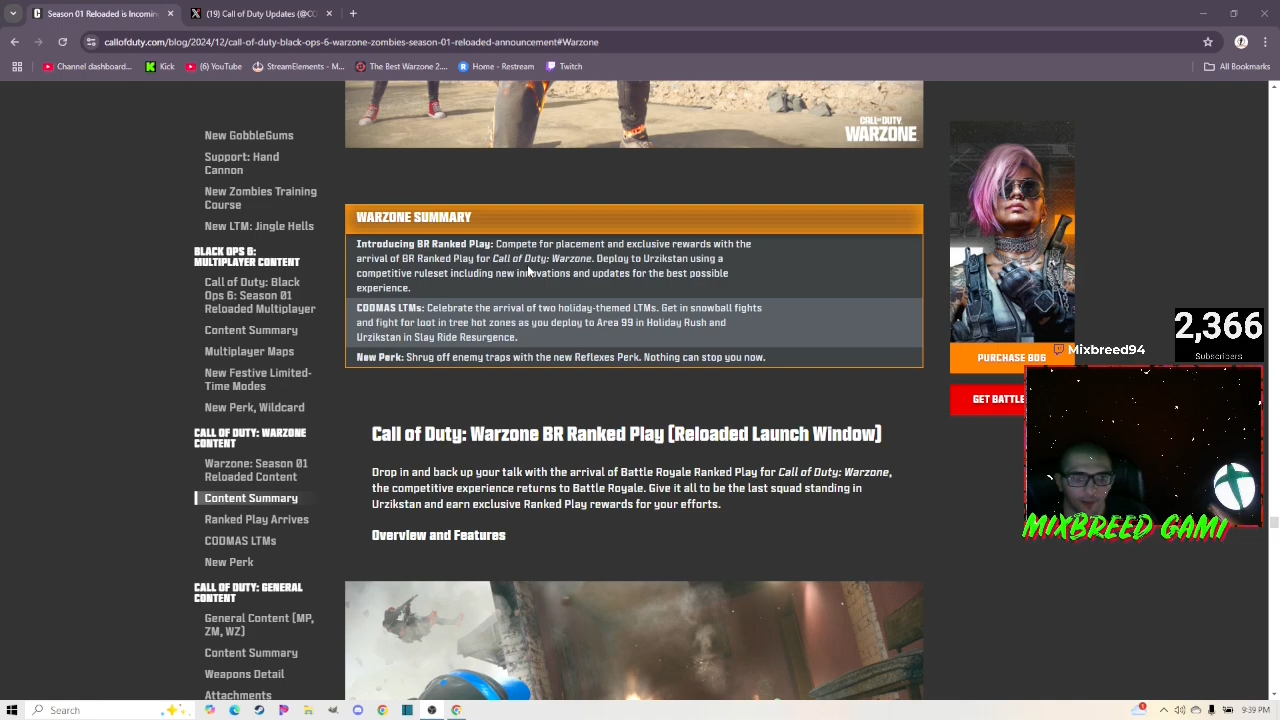 Season 01 Reloaded is Incomin
(19) Call of Duty Updates (@CO
callofduty.com/blog/2024/12/call-of-duty-black-ops-6-warzone-zombies-season-01-reloaded-announcement#Warzone
Channel dashboard...
Kick
(6) YouTube
StreamElements - M...
The Best Warzone 2....
Home - Restream
Twitch
All Bookmarks
New GobbleGums
Support: Hand
Cannon
New Zombies Training
Course
New LTM: Jingle Hells
BLACK OPS 6:
MULTIPLAYER CONTENT
Call of Duty: Black
Ops 6: Season 01
Reloaded Multiplayer
Content Summary
Multiplayer Maps
New Festive Limited-
Time Modes
New Perk, Wildcard
CALL OF DUTY: WARZONE
CONTENT
Warzone: Season 01
Reloaded Content
Content Summary
Ranked Play Arrives
CODMAS LTMs
New Perk
CALL OF DUTY: GENERAL
CONTENT
General Content (MP,
ZM, WZ)
Content Summary
Weapons Detail
Attachments
CALL OF DUTY
WARZONE
WARZONE SUMMARY
Introducing BR Ranked Play: Compete for placement and exclusive rewards with the
arrival of BR Ranked Play for Call of Duty: Warzone. Deploy to Urzikstan using a
competitive ruleset including new innovations and updates for the best possible
experience.
CODMAS LTMs: Celebrate the arrival of two holiday-themed LTMs. Get in snowball fights
and fight for loot in tree hot zones as you deploy to Area 99 in Holiday Rush and
Urzikstan in Slay Ride Resurgence.
New Perk: Shrug off enemy traps with the new Reflexes Perk. Nothing can stop you now.
Call of Duty: Warzone BR Ranked Play (Reloaded Launch Window)
Drop in and back up your talk with the arrival of Battle Royale Ranked Play for Call of Duty: Warzone,
the competitive experience returns to Battle Royale. Give it all to be the last squad standing in
Urzikstan and earn exclusive Ranked Play rewards for your efforts.
Overview and Features
PURCHASE BO6
GET BATTLE
2,366
Subscribers
Mixbreed94
MIXBREED GAMI
Search
9:39 PM